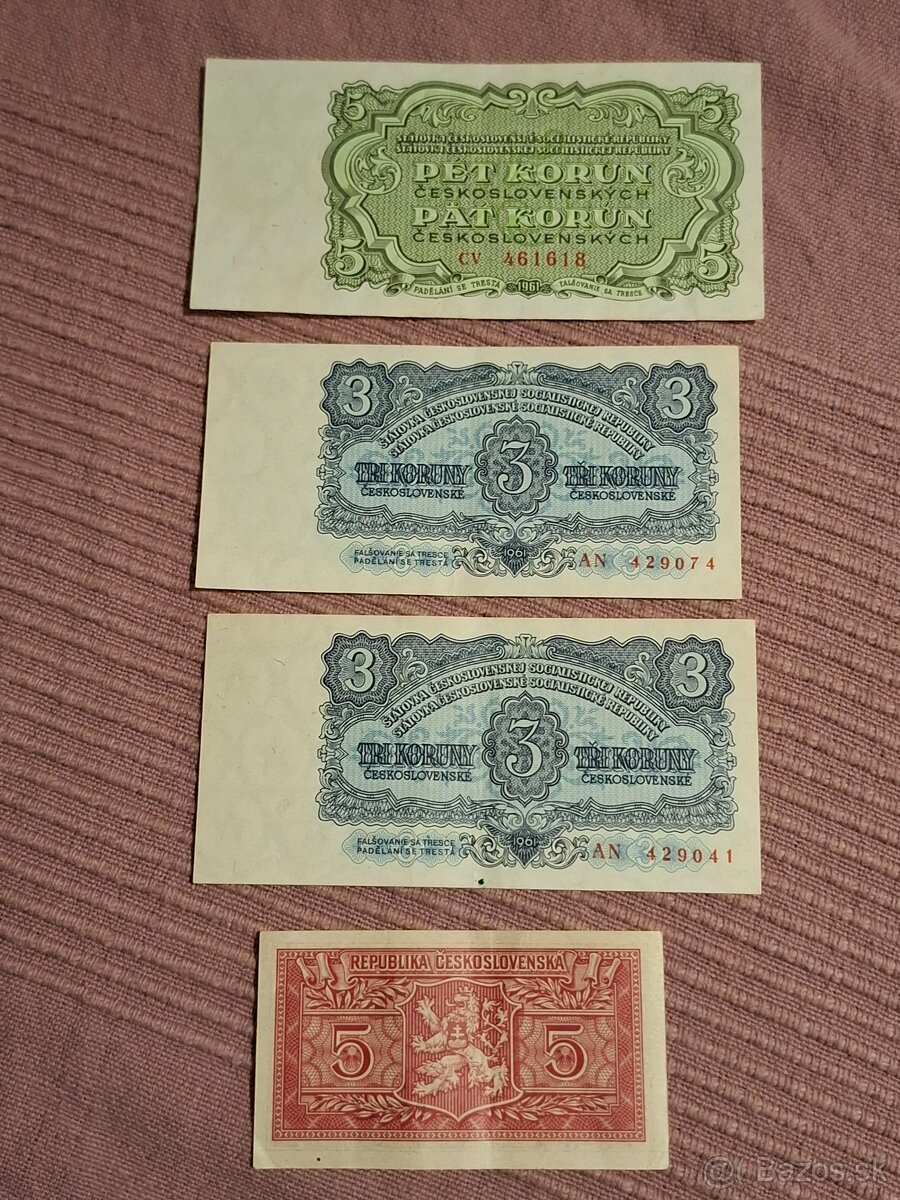 5 5
STÁTOVKA ČESKOSLOVENSKÉ SOCIALISTICKÉ REPUBLIKY
ŠTÁTOVKA ČESKOSLOVENSKEJ SOCIALISTICKEJ REPUBLIKY
PĚT KORUN
ČESKOSLOVENSKÝCH
PÄŤ KORÚN
ČESKOSLOVENSKÝCH
CV 461618
5 5
PADĚLÁNÍ SE TRESTÁ 1961 FALŠOVANIE SA TRESCE
3 3
ŠTÁTOVKA ČESKOSLOVENSKEJ SOCIALISTICKEJ REPUBLIKY
STÁTOVKA ČESKOSLOVENSKÉ SOCIALISTICKÉ REPUBLIKY
TRI KORUNY 3 TŘI KORUNY
ČESKOSLOVENSKÉ ČESKOSLOVENSKÉ
FALŠOVANIE SA TRESCE
PADĚLÁNÍ SE TRESTÁ
1961
AN 429074
3 3
ŠTÁTOVKA ČESKOSLOVENSKEJ SOCIALISTICKEJ REPUBLIKY
STÁTOVKA ČESKOSLOVENSKÉ SOCIALISTICKÉ REPUBLIKY
TRI KORUNY 3 TŘI KORUNY
ČESKOSLOVENSKÉ ČESKOSLOVENSKÉ
FALŠOVANIE SA TRESCE
PADĚLÁNÍ SE TRESTÁ
1961
AN 429041
REPUBLIKA ČESKOSLOVENSKÁ
5 5
@ Bazos.sk